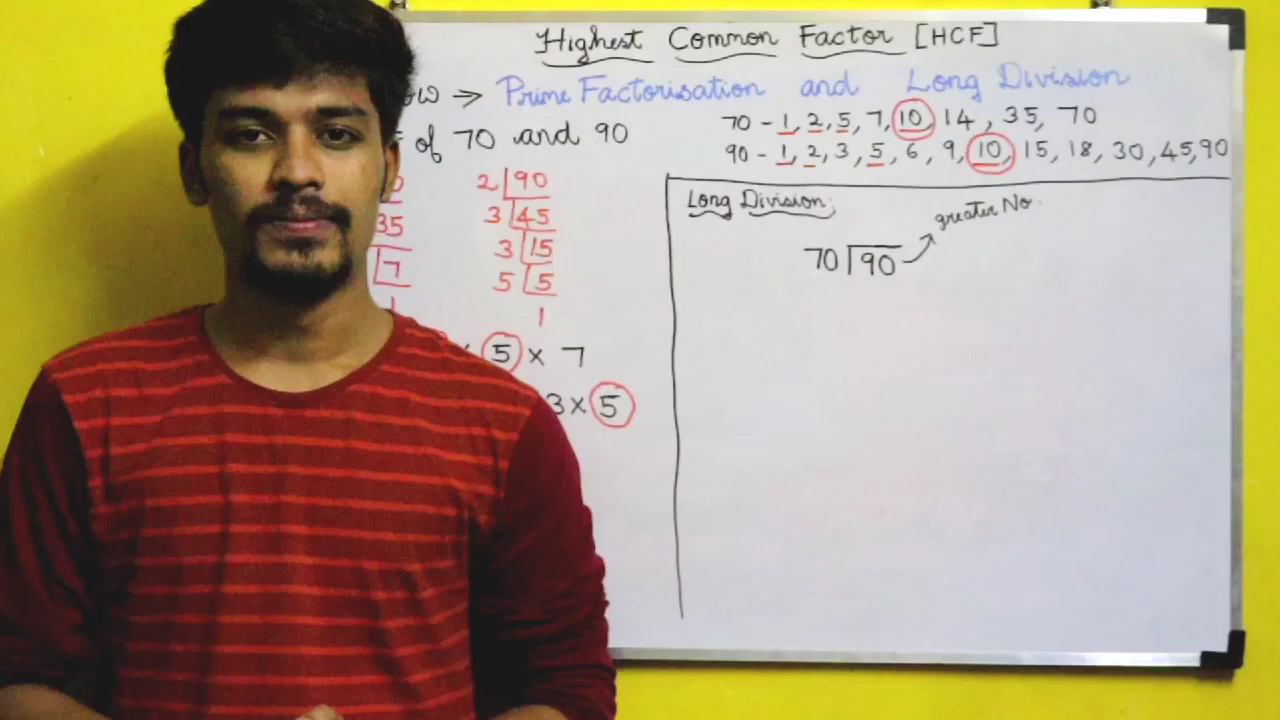 Highest Common Factor [HCF]
→ Prime Factorisation and Long Division
of 70 and 90
70 - 1, 2, 5, 7, 10, 14, 35, 70
90 - 1, 2, 3, 5, 6, 9, 10, 15, 18, 30, 45, 90
35
7
1
2 90
3 45
3 15
5 5
1
5 × 7
3 × 5
Long Division:
greater No.
70 90